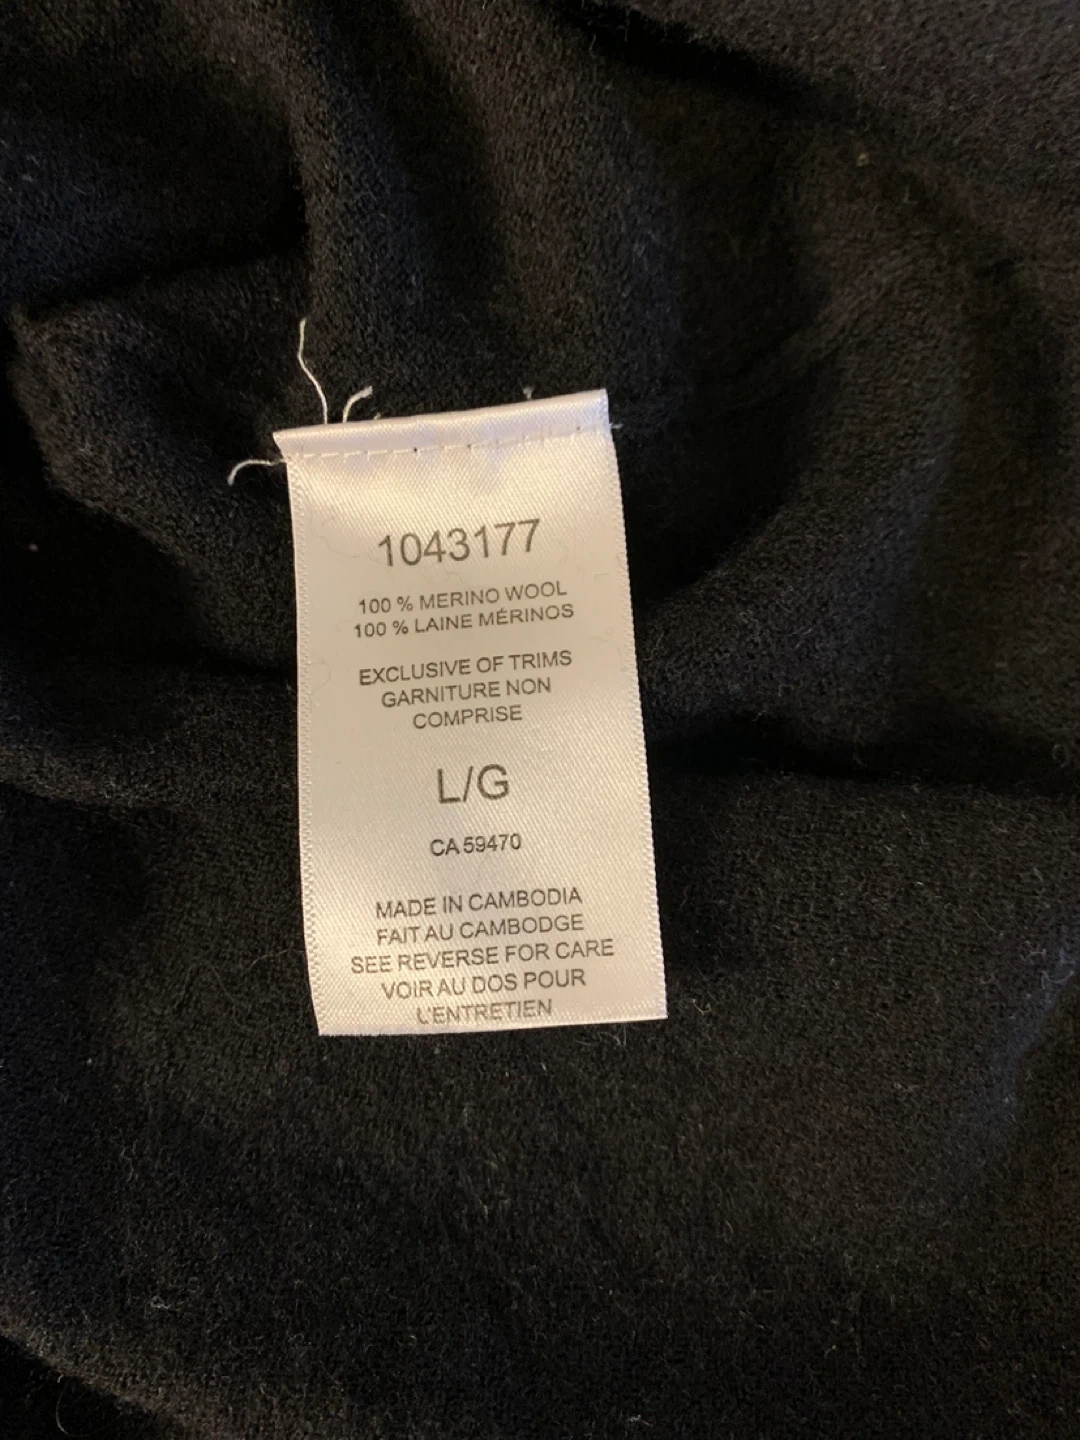 1043177
100 % MERINO WOOL
100 % LAINE MÉRINOS
EXCLUSIVE OF TRIMS
GARNITURE NON
COMPRISE
L/G
CA 59470
MADE IN CAMBODIA
FAIT AU CAMBODGE
SEE REVERSE FOR CARE
VOIR AU DOS POUR
L'ENTRETIEN